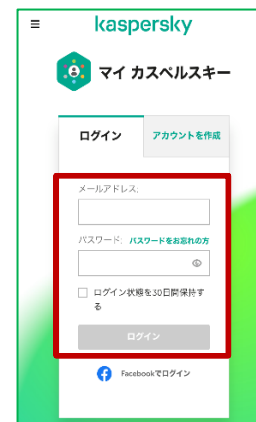 kaspersky
マイ カスペルスキー
ログイン
アカウントを作成
メールアドレス:
パスワード: パスワードをお忘れの方
ログイン状態を30日間保持す
る
ログイン
Facebookでログイン